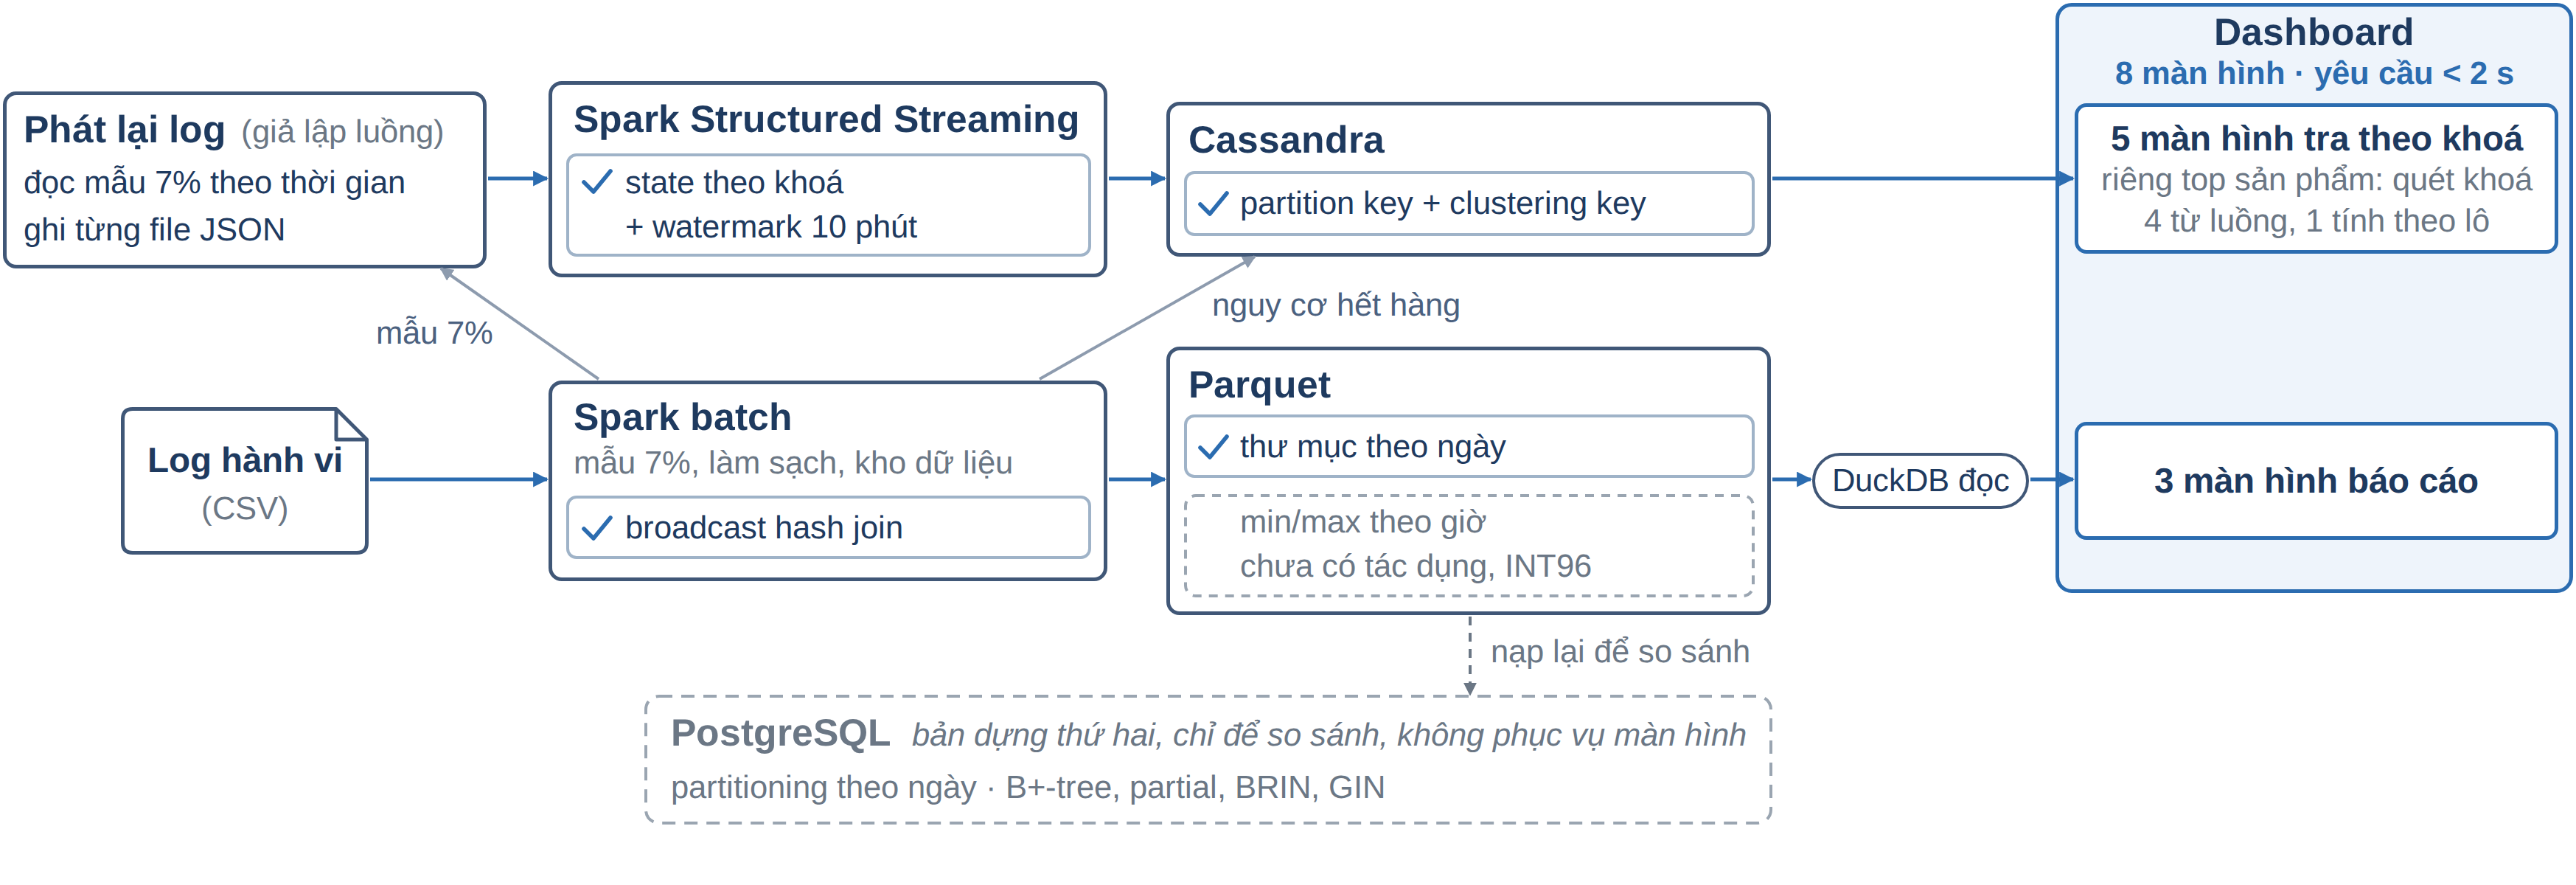 Dashboard
8 màn hình · yêu cầu < 2 s
Phát lại log (giả lập luồng)
đọc mẫu 7% theo thời gian
ghi từng file JSON
Spark Structured Streaming
state theo khoá
+ watermark 10 phút
Cassandra
partition key + clustering key
5 màn hình tra theo khoá
riêng top sản phẩm: quét khoá
4 từ luồng, 1 tính theo lô
mẫu 7%
nguy cơ hết hàng
Log hành vi
(CSV)
Spark batch
mẫu 7%, làm sạch, kho dữ liệu
broadcast hash join
Parquet
thư mục theo ngày
min/max theo giờ
chưa có tác dụng, INT96
DuckDB đọc
3 màn hình báo cáo
nạp lại để so sánh
PostgreSQL bản dựng thứ hai, chỉ để so sánh, không phục vụ màn hình
partitioning theo ngày · B+-tree, partial, BRIN, GIN